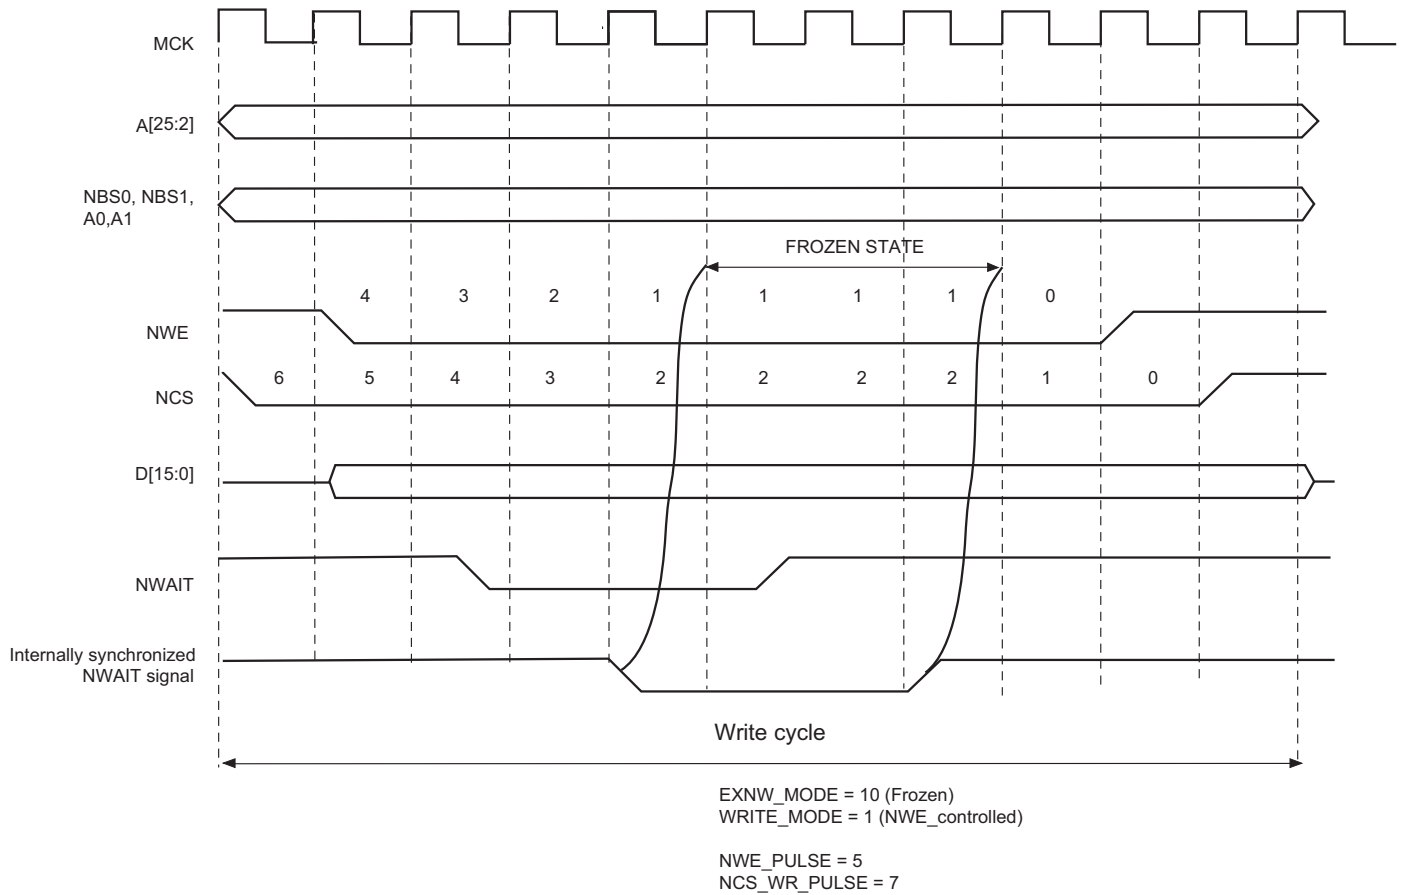 MCK
A[25:2]
NBS0, NBS1,
A0,A1
FROZEN STATE
4 3 2 1 1 1 1 0
NWE
6 5 4 3 2 2 2 2 1 0
NCS
D[15:0]
NWAIT
Internally synchronized
NWAIT signal
Write cycle
EXNW_MODE = 10 (Frozen)
WRITE_MODE = 1 (NWE_controlled)
NWE_PULSE = 5
NCS_WR_PULSE = 7